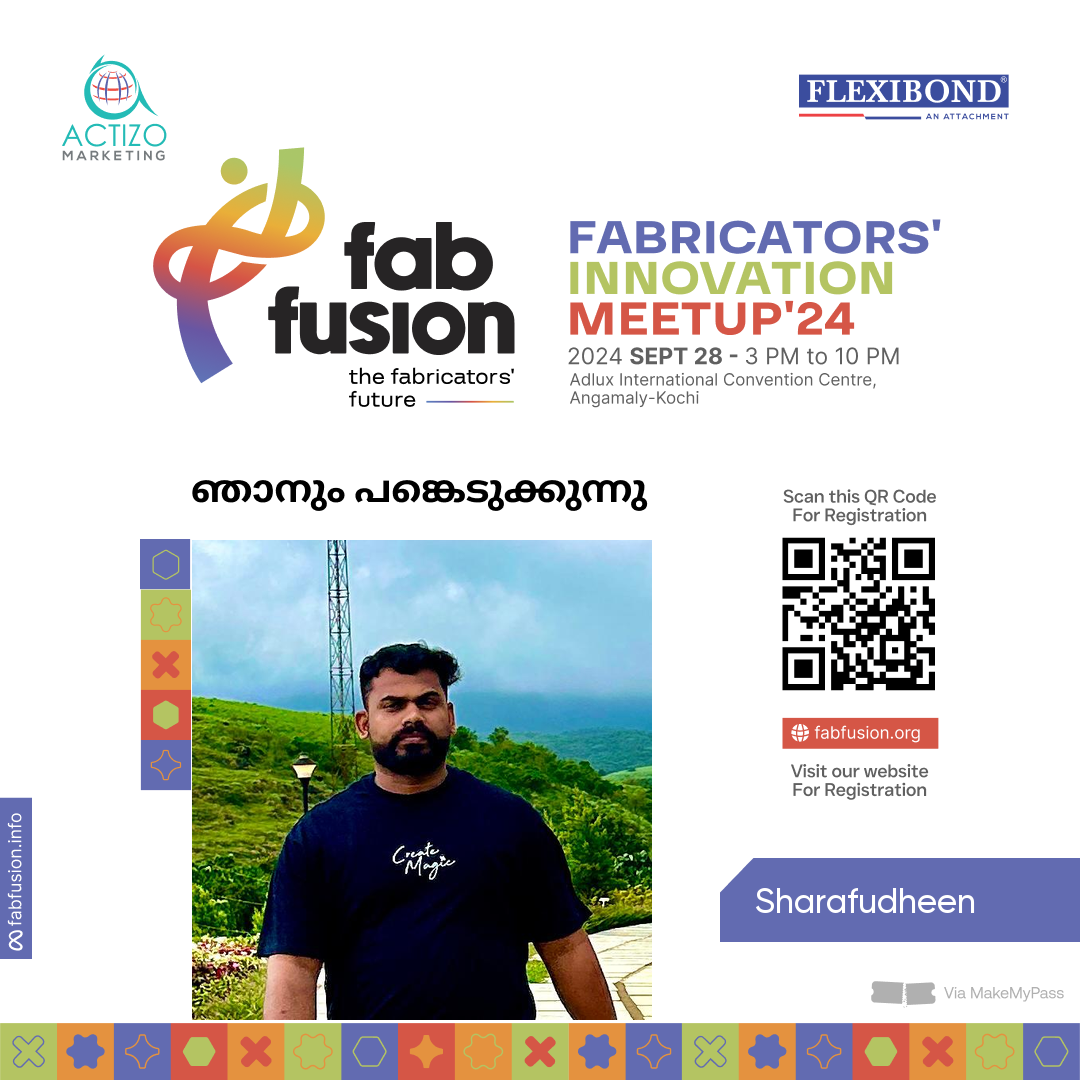 ACTIZO
MARKETING
FLEXIBOND®
AN ATTACHMENT
fab
fusion
the fabricators'
future
FABRICATORS'
INNOVATION
MEETUP'24
2024 SEPT 28 - 3 PM to 10 PM
Adlux International Convention Centre,
Angamaly-Kochi
ഞാനും പങ്കെടുക്കുന്നു
Scan this QR Code
For Registration
fabfusion.org
Visit our website
For Registration
Create
Magic
fabfusion.info
Sharafudheen
Via MakeMyPass